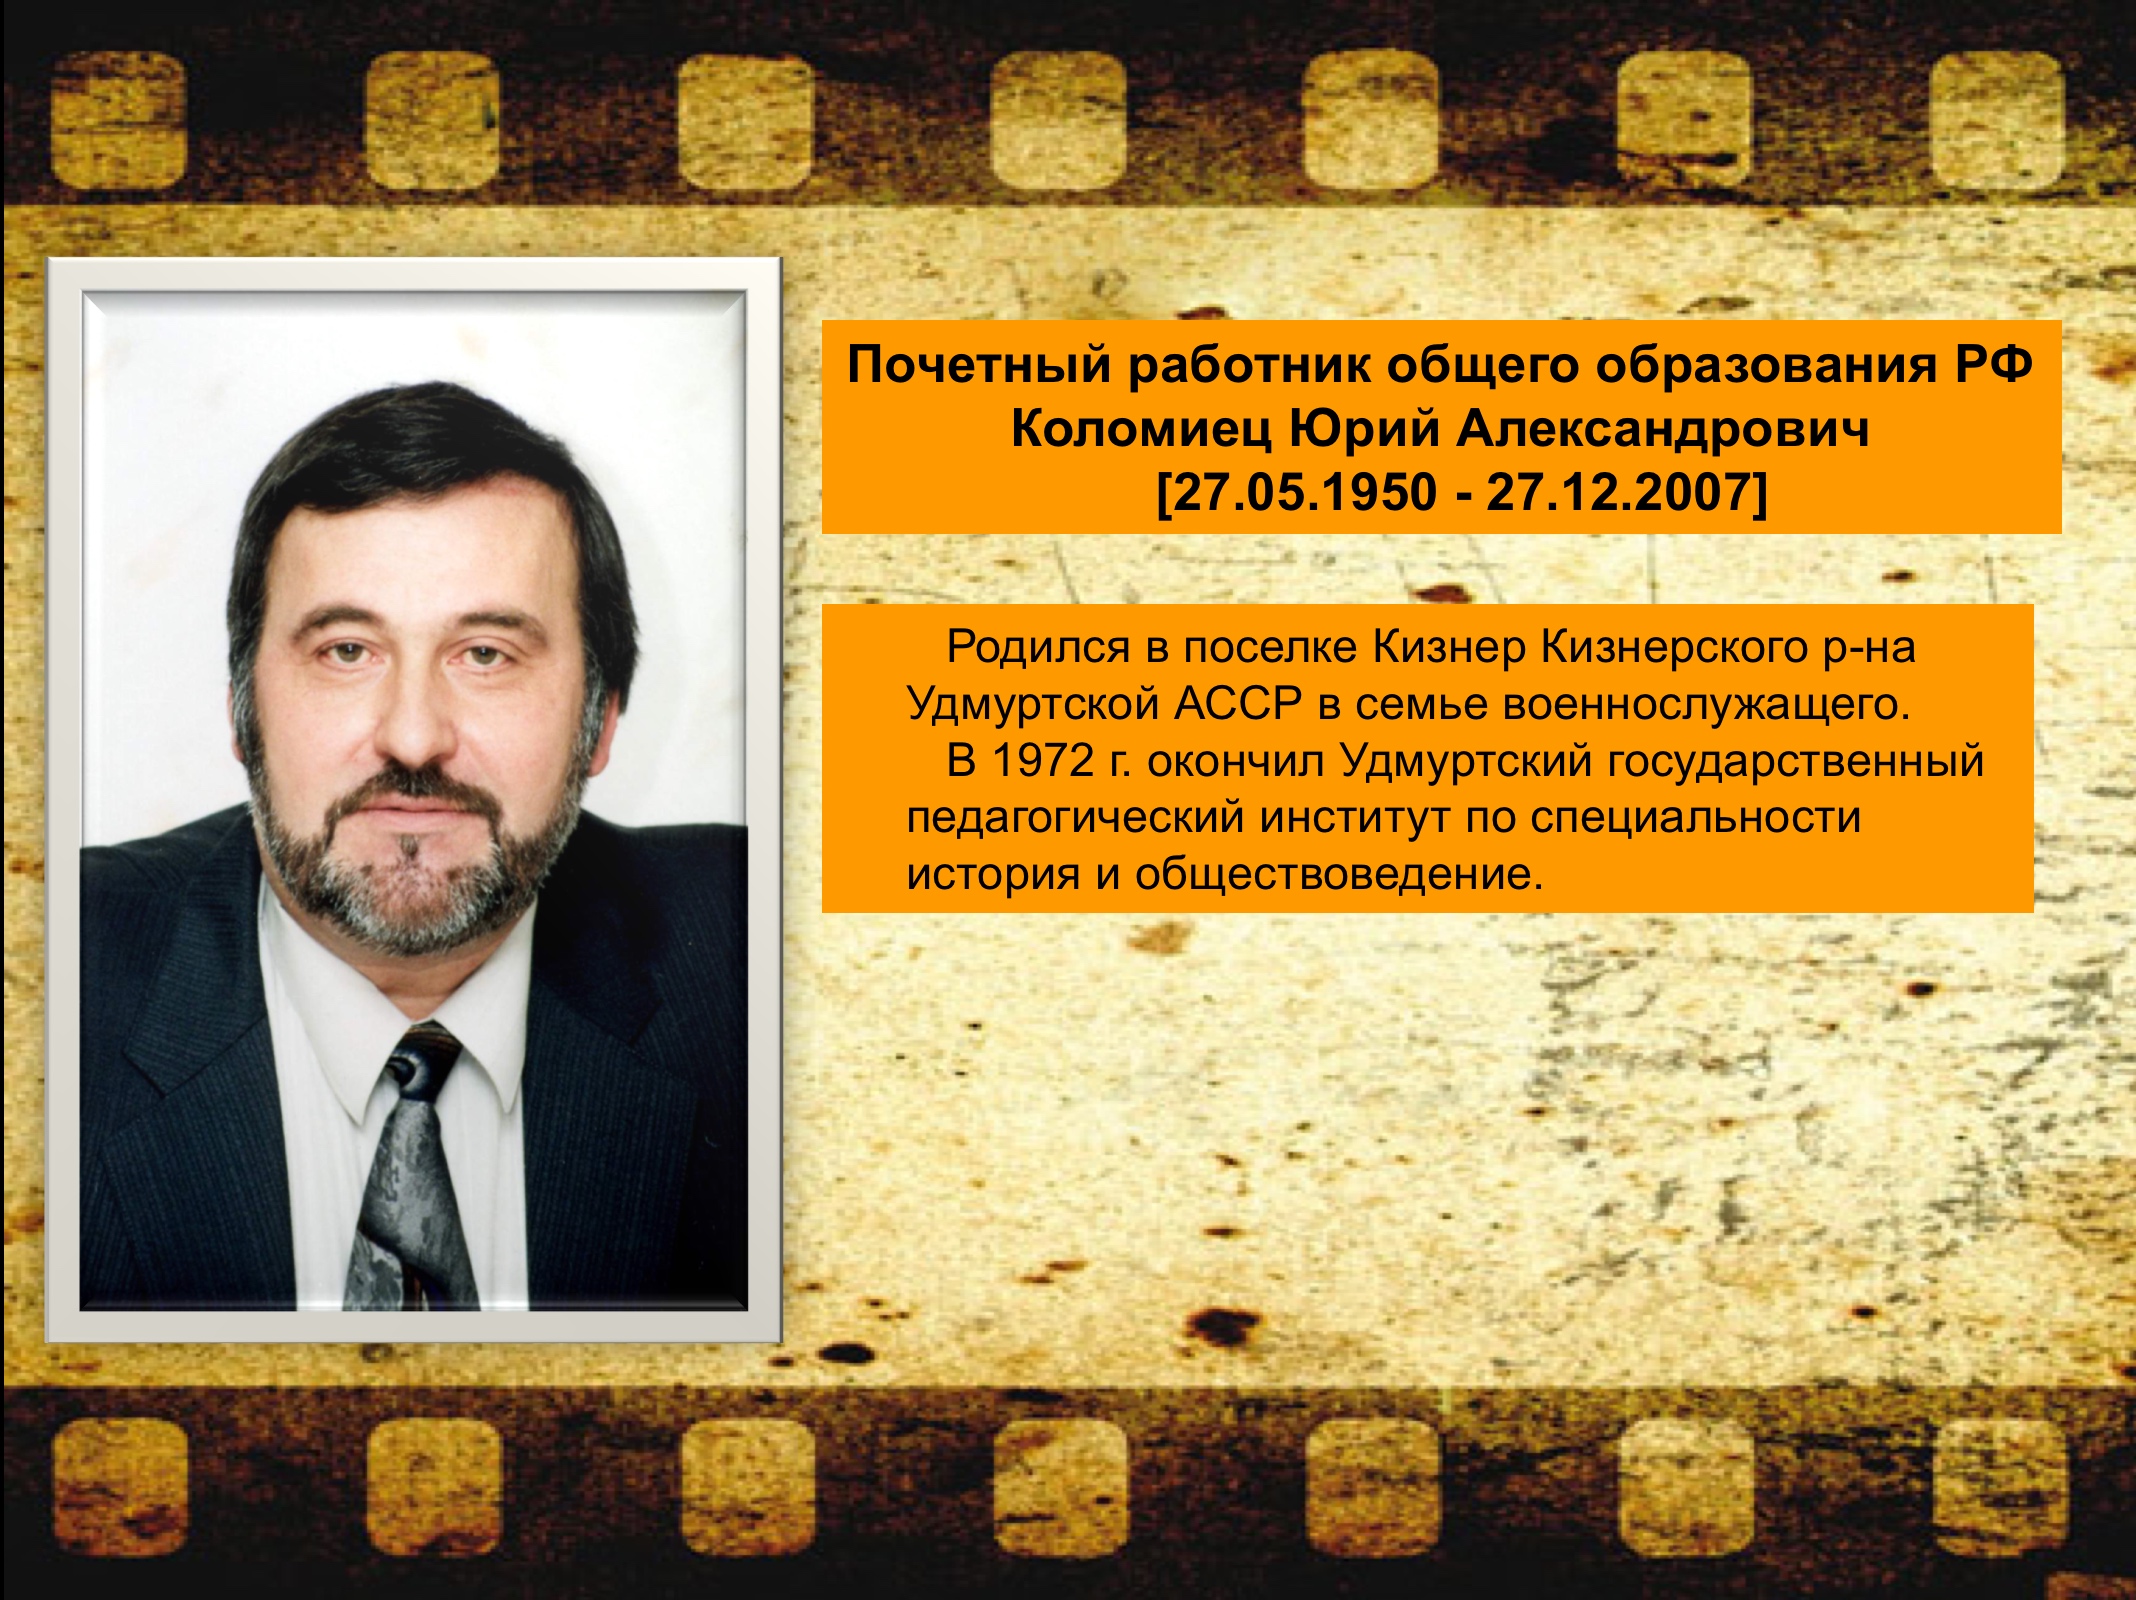 Почетный работник общего образования РФ
Коломиец Юрий Александрович
[27.05.1950 - 27.12.2007]
Родился в поселке Кизнер Кизнерского р-на
Удмуртской АССР в семье военнослужащего.
В 1972 г. окончил Удмуртский государственный
педагогический институт по специальности
история и обществоведение.